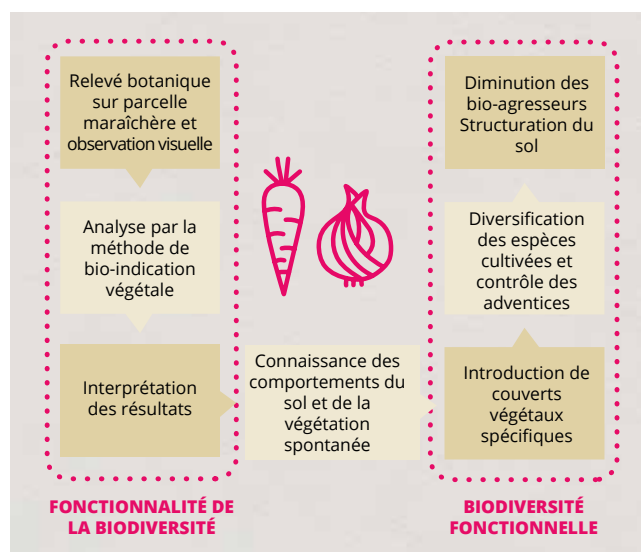 Relevé botanique
sur parcelle
maraîchère et
observation visuelle
Analyse par la
méthode de
bio-indication
végétale
Interprétation
des résultats
FONCTIONNALITÉ DE
LA BIODIVERSITÉ
Connaissance des
comportements du
sol et de la
végétation
spontanée
Diminution des
bio-agresseurs
Structuration du
sol
Diversification
des espèces
cultivées et
contrôle des
adventices
Introduction de
couverts
végétaux
spécifiques
BIODIVERSITÉ
FONCTIONNELLE